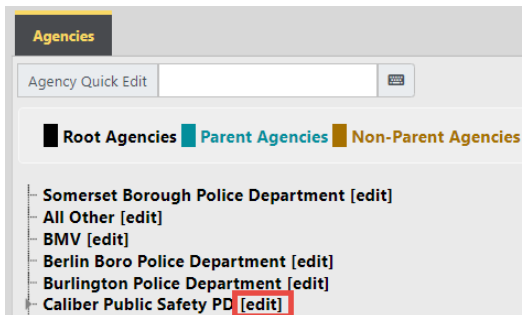 Agencies
Agency Quick Edit
Root Agencies Parent Agencies Non-Parent Agencies
Somerset Borough Police Department [edit]
All Other [edit]
BMV [edit]
Berlin Boro Police Department [edit]
Burlington Police Department [edit]
Caliber Public Safety PD [edit]